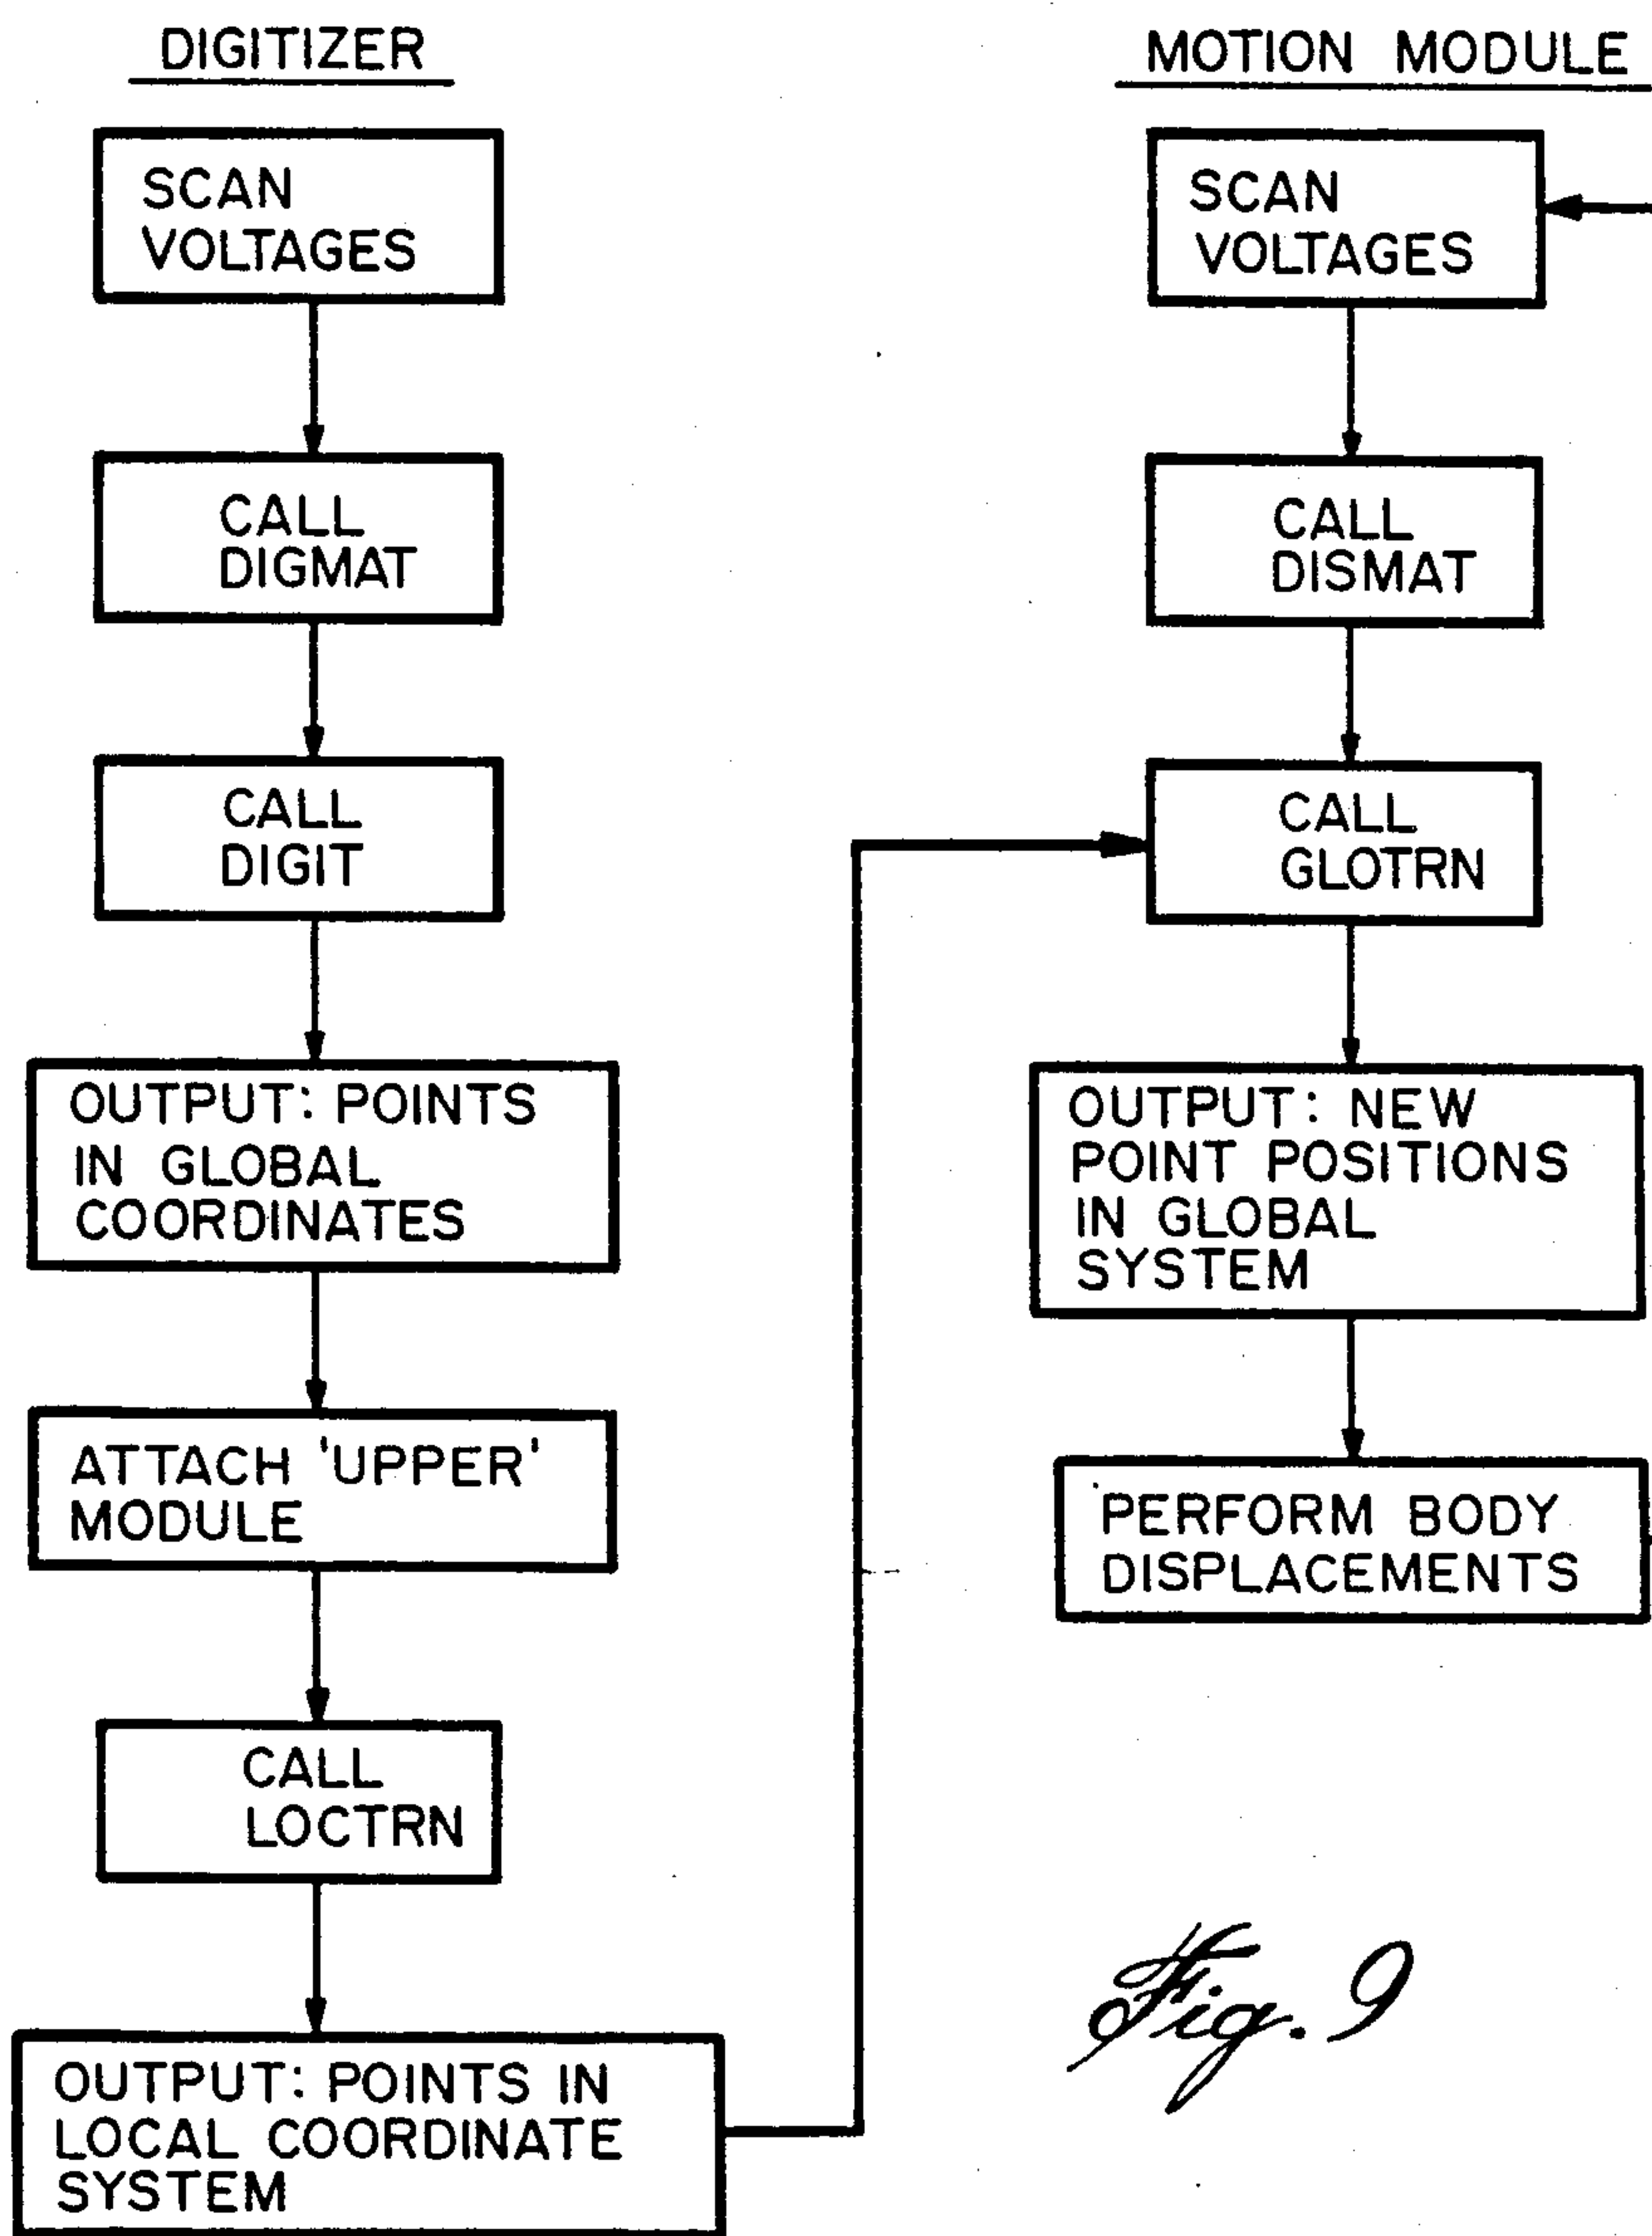 DIGITIZER
SCAN
VOLTAGES
CALL
DIGMAT
CALL
DIGIT
OUTPUT: POINTS
IN GLOBAL
COORDINATES
ATTACH 'UPPER'
MODULE
CALL
LOCTRN
OUTPUT: POINTS IN
LOCAL COORDINATE
SYSTEM
MOTION MODULE
SCAN
VOLTAGES
CALL
DISMAT
CALL
GLOTRN
OUTPUT: NEW
POINT POSITIONS
IN GLOBAL
SYSTEM
PERFORM BODY
DISPLACEMENTS
Fig. 9